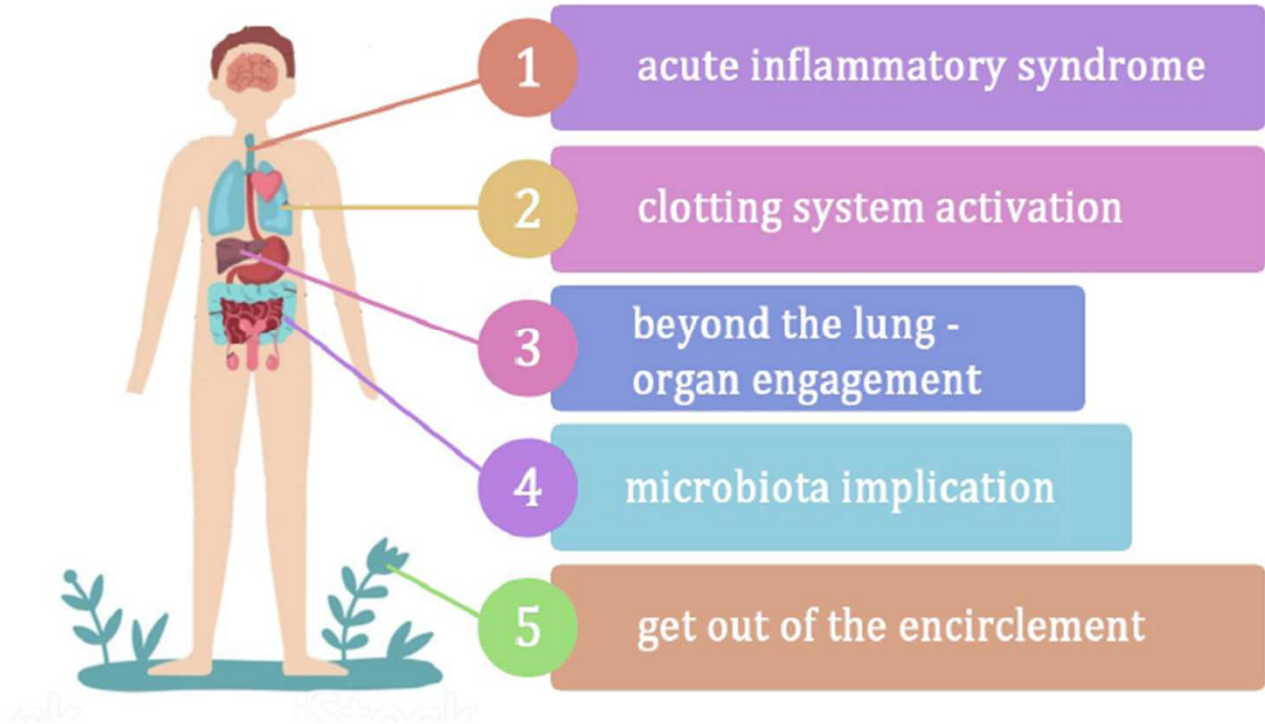 1 acute inflammatory syndrome
2 clotting system activation
3 beyond the lung -
organ engagement
4 microbiota implication
5 get out of the encirclement